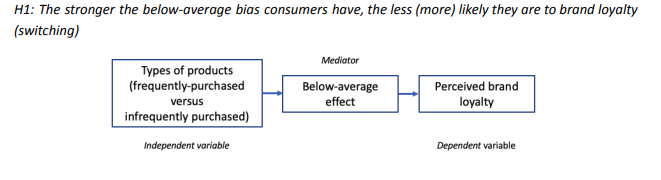 H1: The stronger the below-average bias consumers have, the less (more) likely they are to brand loyalty
(switching)
Mediator
Types of products
(frequently-purchased
versus
infrequently purchased)
Below-average
effect
Perceived brand
loyalty
Independent variable
Dependent variable